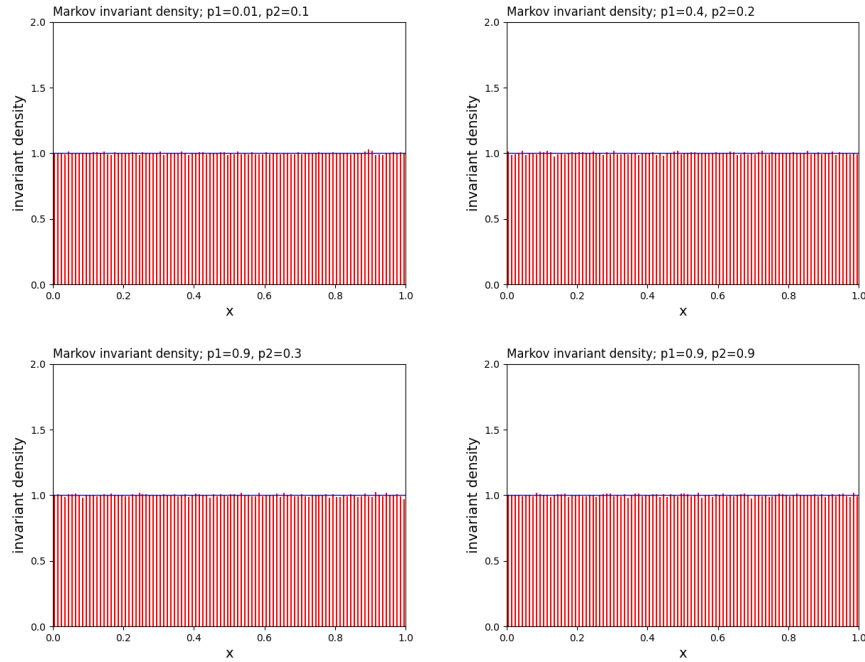 Markov invariant density; p1=0.01, p2=0.1
2.0
1.5
1.0
0.5
0.0
invariant density
0.0 0.2 0.4 0.6 0.8 1.0
x
Markov invariant density; p1=0.4, p2=0.2
2.0
1.5
1.0
0.5
0.0
invariant density
0.0 0.2 0.4 0.6 0.8 1.0
x
Markov invariant density; p1=0.9, p2=0.3
2.0
1.5
1.0
0.5
0.0
invariant density
0.0 0.2 0.4 0.6 0.8 1.0
x
Markov invariant density; p1=0.9, p2=0.9
2.0
1.5
1.0
0.5
0.0
invariant density
0.0 0.2 0.4 0.6 0.8 1.0
x